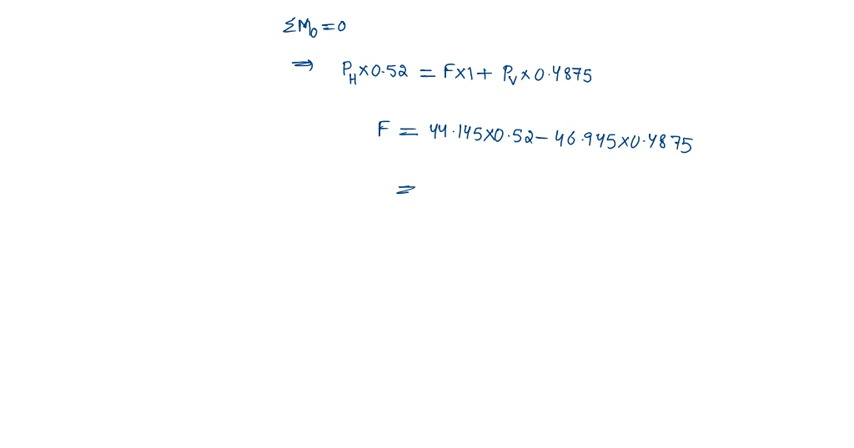 ΣM₀=0
⇒ P_H×0.52 = F×1+ P_V×0.4875
F = 44.145×0.52- 46.945×0.4875
=